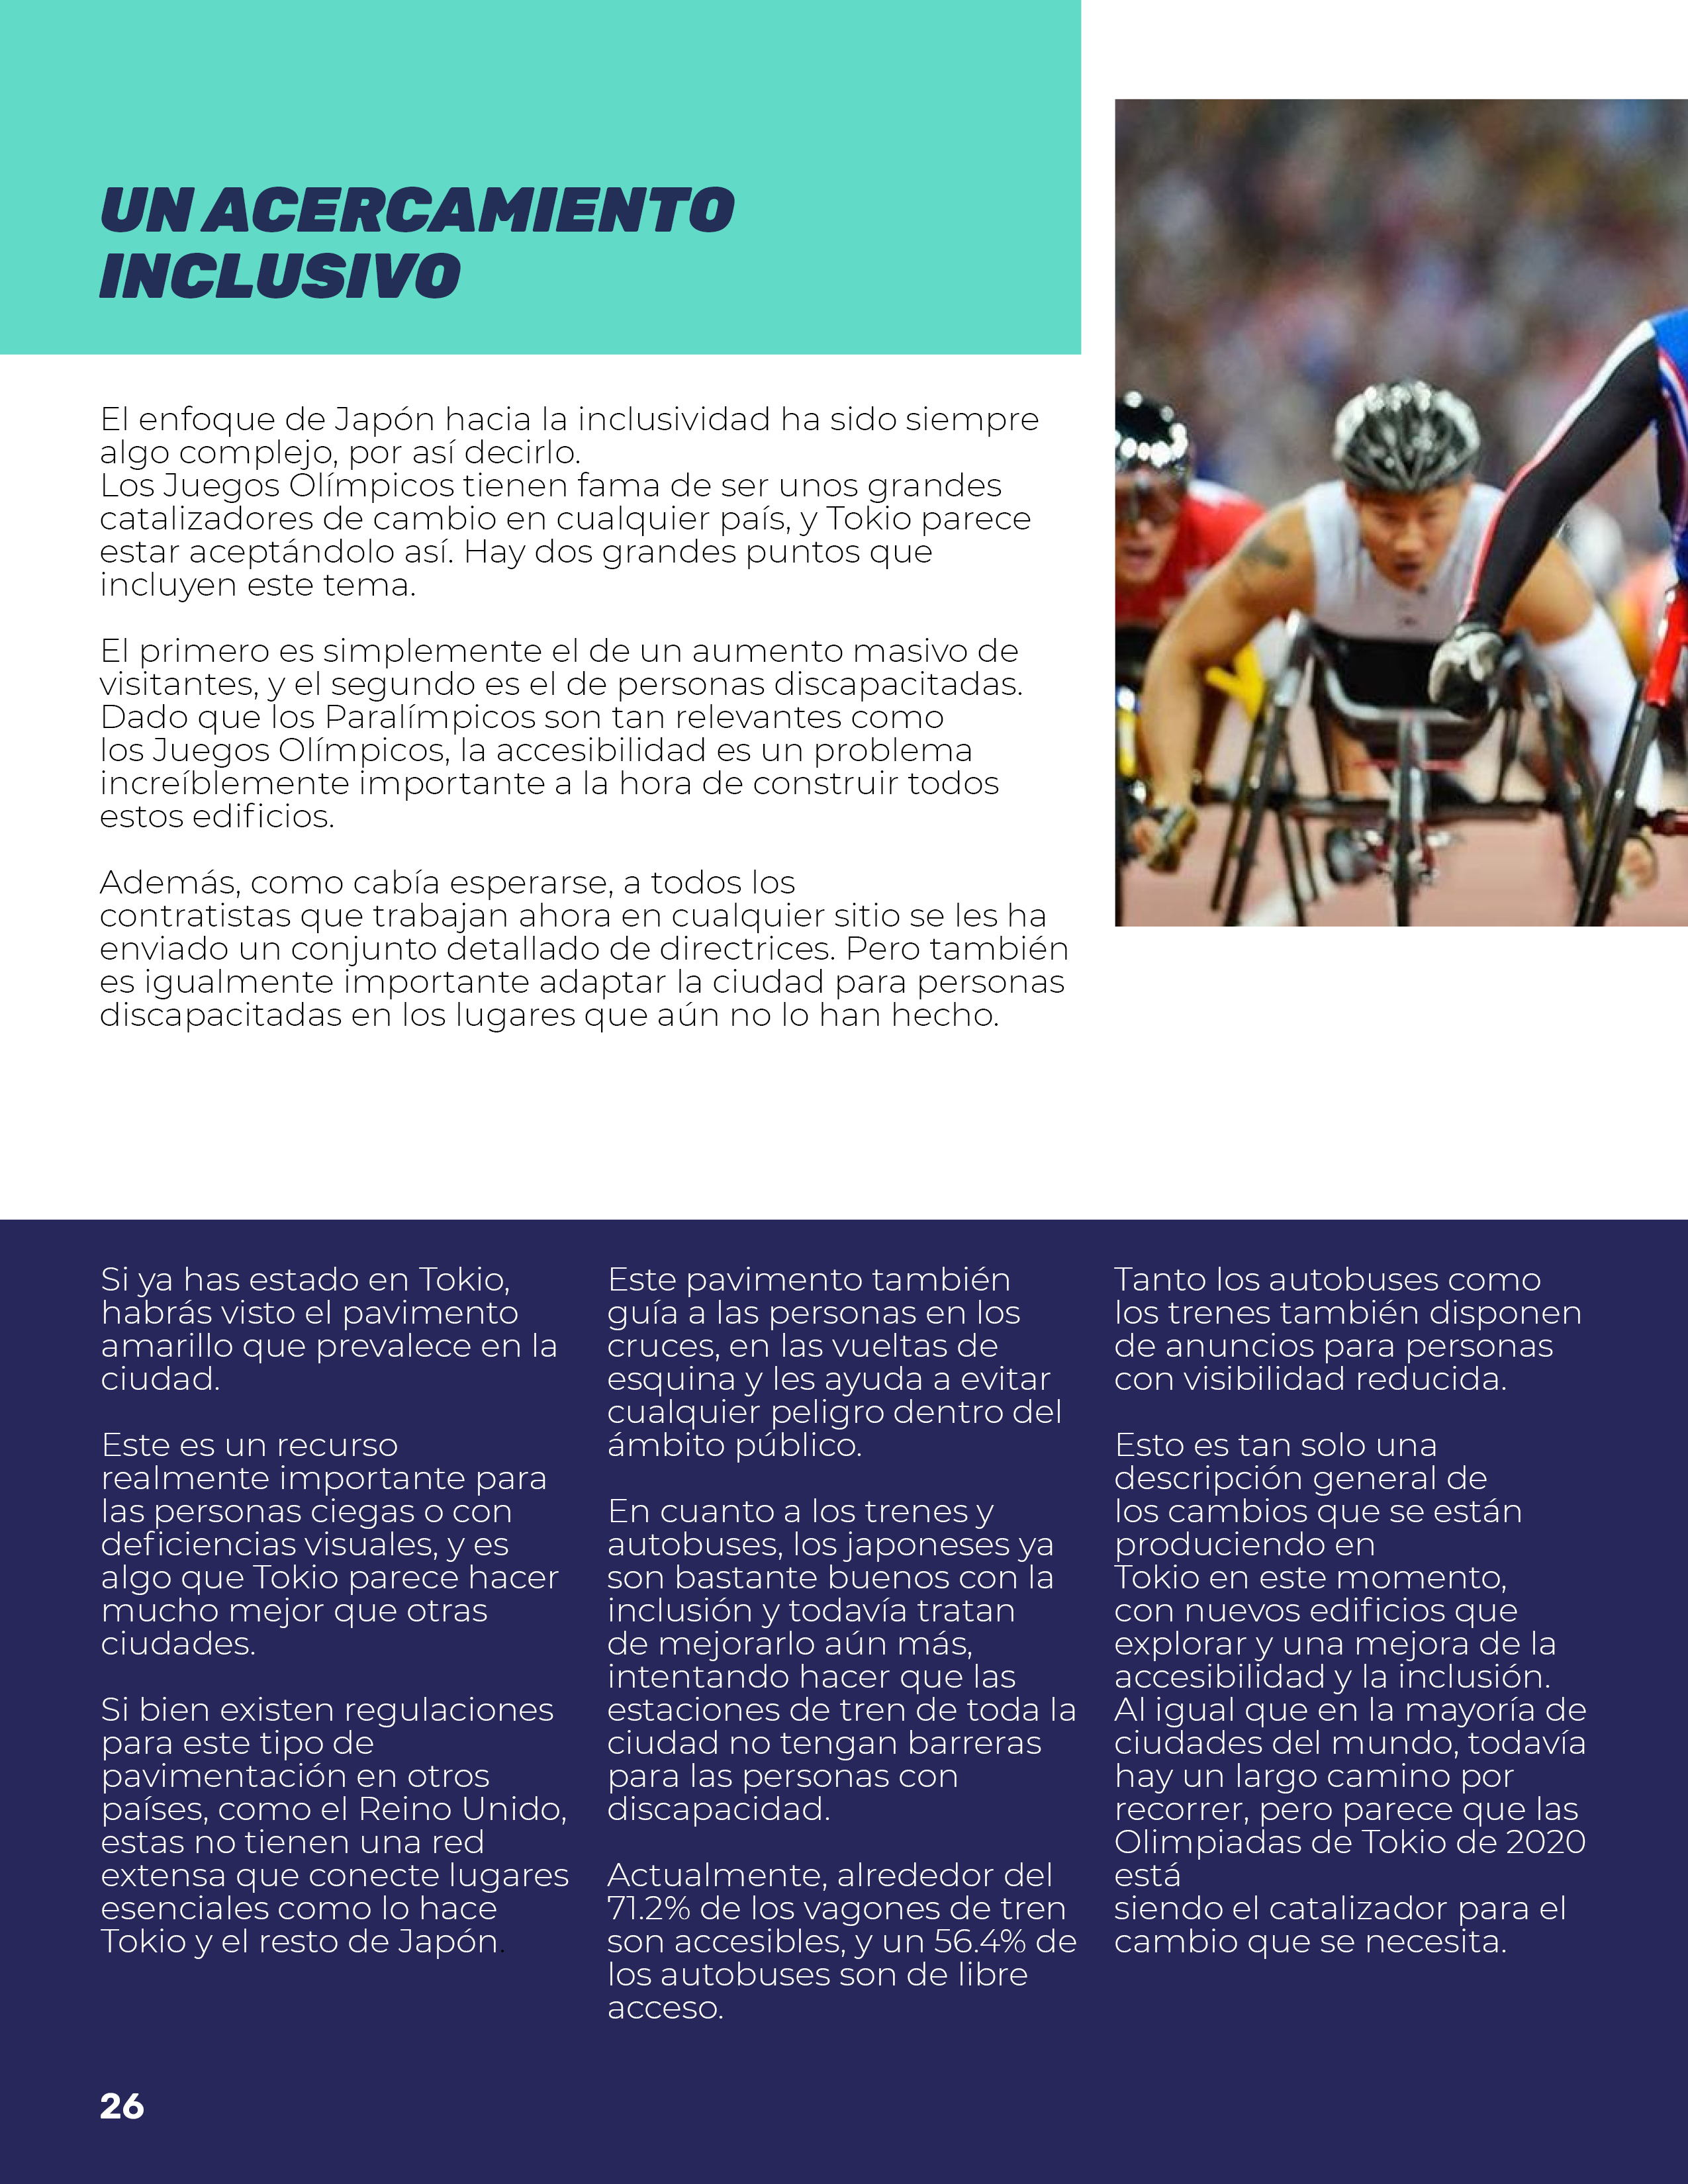 UN ACERCAMIENTO
INCLUSIVO
El enfoque de Japón hacia la inclusividad ha sido siempre
algo complejo, por así decirlo.
Los Juegos Olímpicos tienen fama de ser unos grandes
catalizadores de cambio en cualquier país, y Tokio parece
estar aceptándolo así. Hay dos grandes puntos que
incluyen este tema.
El primero es simplemente el de un aumento masivo de
visitantes, y el segundo es el de personas discapacitadas.
Dado que los Paralímpicos son tan relevantes como
los Juegos Olímpicos, la accesibilidad es un problema
increíblemente importante a la hora de construir todos
estos edificios.
Además, como cabía esperarse, a todos los
contratistas que trabajan ahora en cualquier sitio se les ha
enviado un conjunto detallado de directrices. Pero también
es igualmente importante adaptar la ciudad para personas
discapacitadas en los lugares que aún no lo han hecho.
Si ya has estado en Tokio,
habrás visto el pavimento
amarillo que prevalece en la
ciudad.
Este es un recurso
realmente importante para
las personas ciegas o con
deficiencias visuales, y es
algo que Tokio parece hacer
mucho mejor que otras
ciudades.
Si bien existen regulaciones
para este tipo de
pavimentación en otros
países, como el Reino Unido,
estas no tienen una red
extensa que conecte lugares
esenciales como lo hace
Tokio y el resto de Japón.
Este pavimento también
guía a las personas en los
cruces, en las vueltas de
esquina y les ayuda a evitar
cualquier peligro dentro del
ámbito público.
En cuanto a los trenes y
autobuses, los japoneses ya
son bastante buenos con la
inclusión y todavía tratan
de mejorarlo aún más,
intentando hacer que las
estaciones de tren de toda la
ciudad no tengan barreras
para las personas con
discapacidad.
Actualmente, alrededor del
71.2% de los vagones de tren
son accesibles, y un 56.4% de
los autobuses son de libre
acceso.
Tanto los autobuses como
los trenes también disponen
de anuncios para personas
con visibilidad reducida.
Esto es tan solo una
descripción general de
los cambios que se están
produciendo en
Tokio en este momento,
con nuevos edificios que
explorar y una mejora de la
accesibilidad y la inclusión.
Al igual que en la mayoría de
ciudades del mundo, todavía
hay un largo camino por
recorrer, pero parece que las
Olimpiadas de Tokio de 2020
está
siendo el catalizador para el
cambio que se necesita.
26